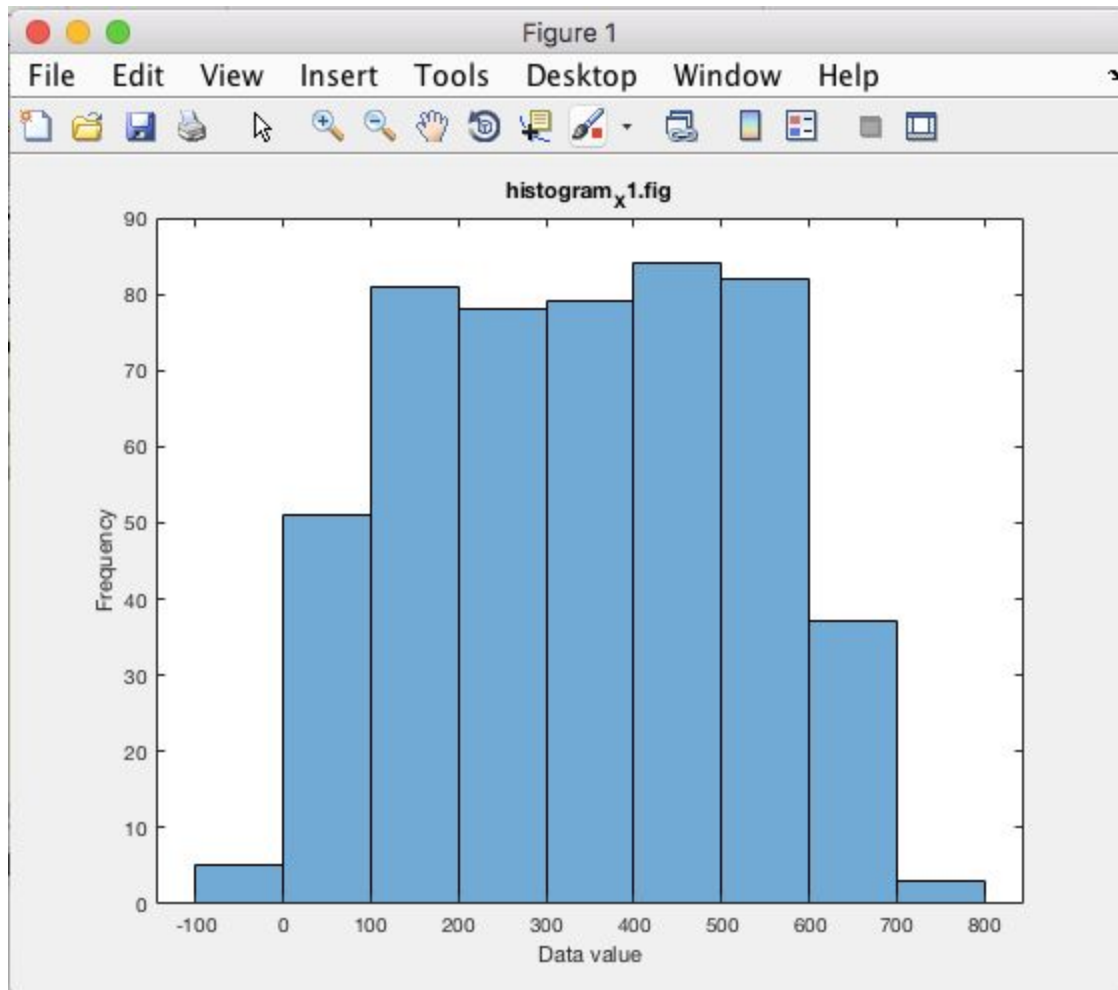 Figure 1
File Edit View Insert Tools Desktop Window Help
histogramx1.fig
90
80
70
60
50
40
30
20
10
0
Frequency
-100 0 100 200 300 400 500 600 700 800
Data value